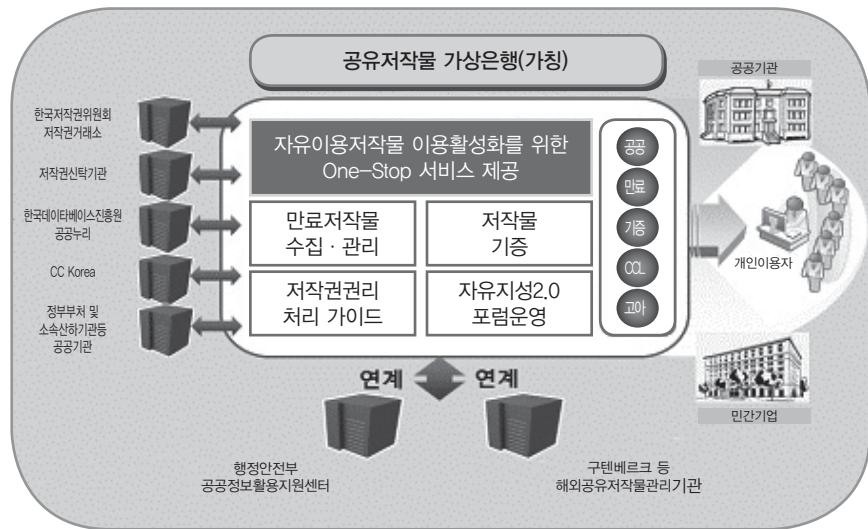 공유저작물 가상은행(가칭)
한국저작권위원회
저작권거래소
저작권신탁기관
한국데이타베이스진흥원
공공누리
CC Korea
정부부처 및
소속산하기관등
공공기관
자유이용저작물 이용활성화를 위한
One-Stop 서비스 제공
만료저작물
수집 · 관리
저작물
기증
저작권권리
처리 가이드
자유지성2.0
포럼운영
공공
만료
기증
CCL
고아
공공기관
개인이용자
민간기업
연계 연계
행정안전부
공공정보활용지원센터
구텐베르크 등
해외공유저작물관리기관